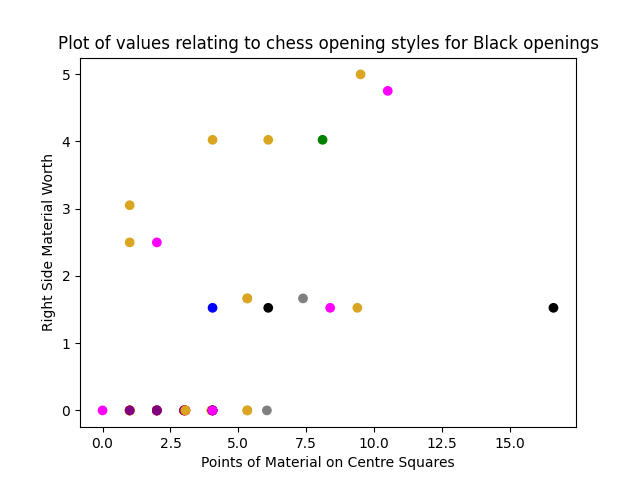 Plot of values relating to chess opening styles for Black openings
5
4
3
2
1
0
Right Side Material Worth
0.0 2.5 5.0 7.5 10.0 12.5 15.0
Points of Material on Centre Squares